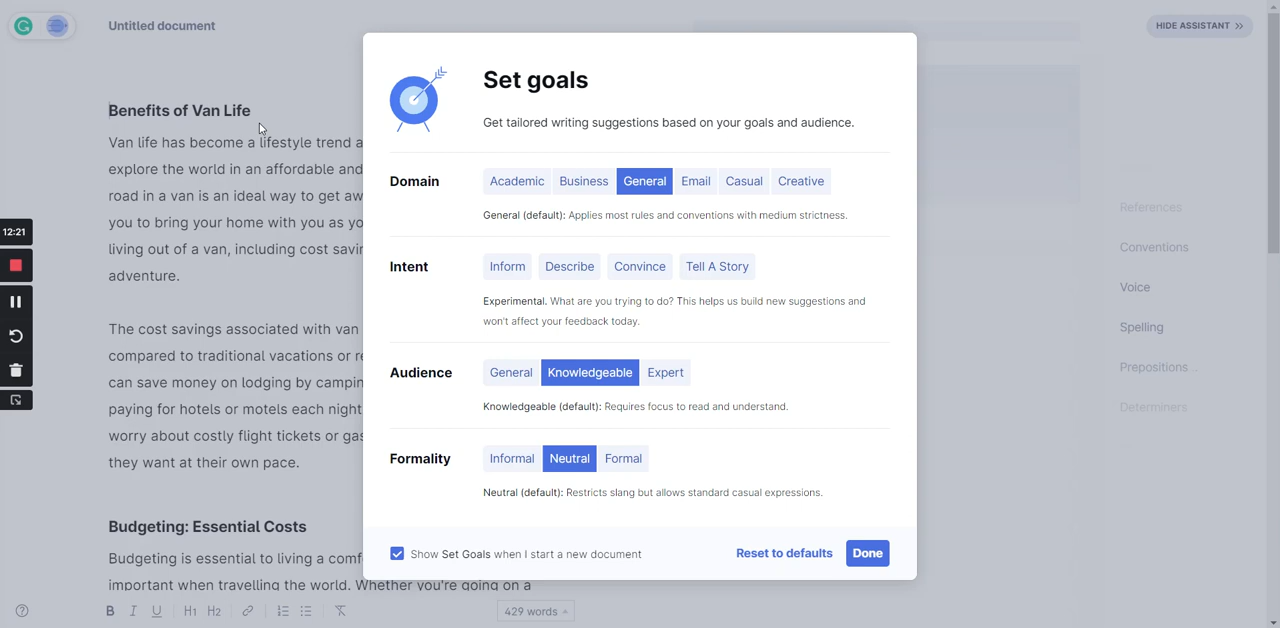 Untitled document
HIDE ASSISTANT
Benefits of Van Life
Van life has become a lifestyle trend a
explore the world in an affordable and
road in a van is an ideal way to get aw
you to bring your home with you as yo
living out of a van, including cost savin
adventure.
The cost savings associated with van
compared to traditional vacations or re
can save money on lodging by campin
paying for hotels or motels each night
worry about costly flight tickets or gas
they want at their own pace.
Budgeting: Essential Costs
Budgeting is essential to living a comf
important when travelling the world. Whether you're going on a
12:21
B I U H1 H2
429 words
Set goals
Get tailored writing suggestions based on your goals and audience.
Domain
Academic Business General Email Casual Creative
General (default): Applies most rules and conventions with medium strictness.
Intent
Inform Describe Convince Tell A Story
Experimental. What are you trying to do? This helps us build new suggestions and
won't affect your feedback today.
Audience
General Knowledgeable Expert
Knowledgeable (default): Requires focus to read and understand.
Formality
Informal Neutral Formal
Neutral (default): Restricts slang but allows standard casual expressions.
Show Set Goals when I start a new document
Reset to defaults
Done
References
Conventions
Voice
Spelling
Prepositions
Determiners